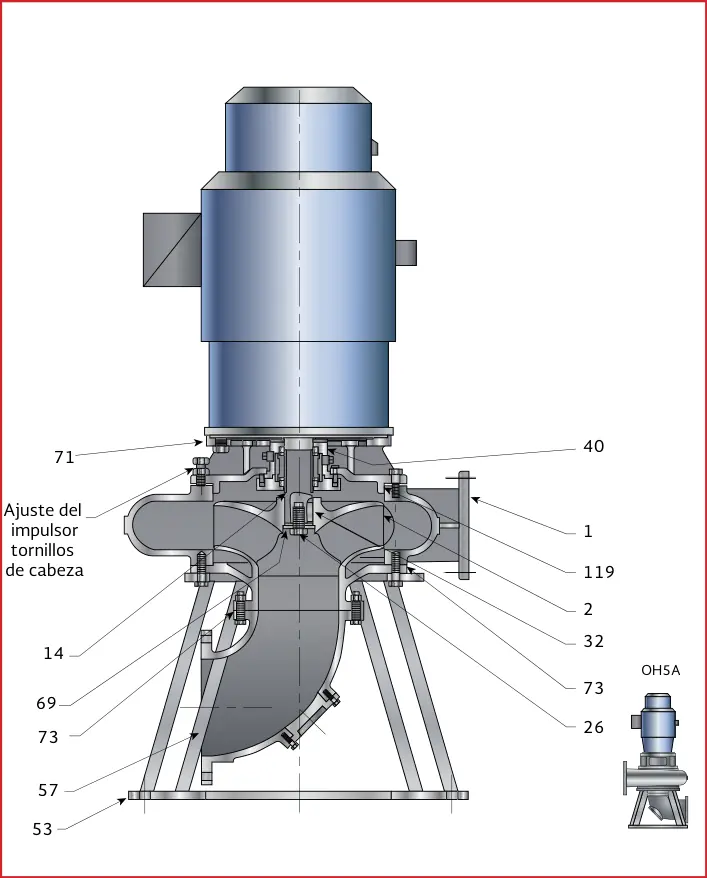 71
Ajuste del
impulsor
tornillos
de cabeza
14
69
73
57
53
40
1
119
2
32
73
26
OH5A